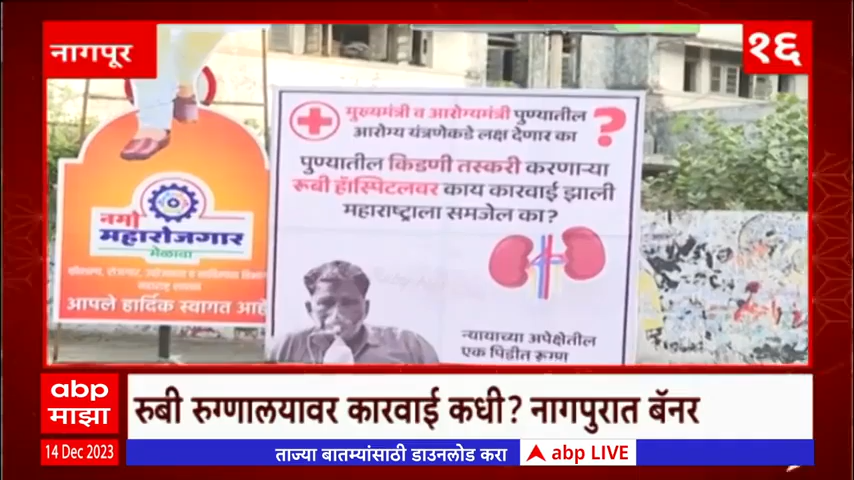 नागपूर
१६
मुख्यमंत्री व आरोग्यमंत्री पुण्यातील
आरोग्य यंत्रणेकडे लक्ष देणार का ?
पुण्यातील किडणी तस्करी करणाऱ्या
रूबी हॉस्पिटलवर काय कारवाई झाली
महाराष्ट्राला समजेल का?
न्यायाच्या अपेक्षेतील
एक पिडीत रूग्ण
नमो
महारोजगार
मेळावा
महाराष्ट्र शासन
आपले हार्दिक स्वागत आहे
abp
माझा
रुबी रुग्णालयावर कारवाई कधी? नागपुरात बॅनर
14 Dec 2023
ताज्या बातम्यांसाठी डाउनलोड करा
abp LIVE